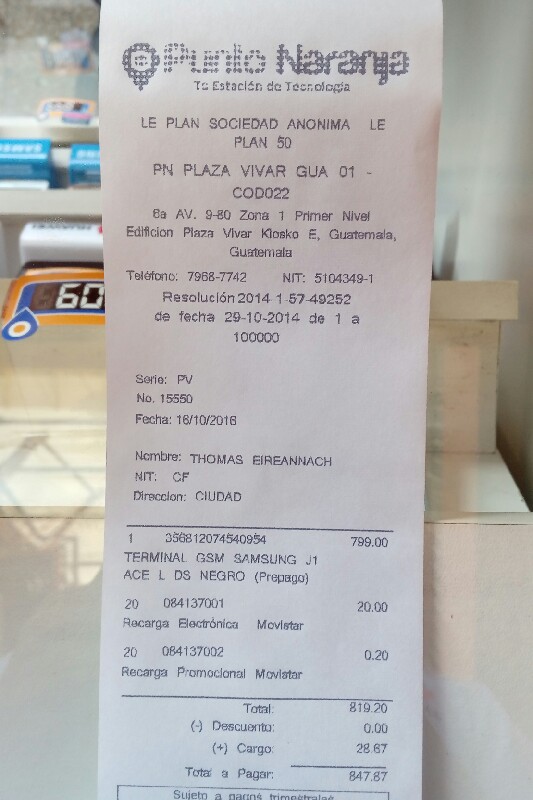 Punto Naranja
Tu Estación de Tecnología
LE PLAN SOCIEDAD ANONIMA LE
PLAN 50
PN PLAZA VIVAR GUA 01 -
COD022
6a AV. 9-80 Zona 1 Primer Nivel
Edificion Plaza Vivar Kiosko E, Guatemala,
Guatemala
Teléfono: 7968-7742 NIT: 5104349-1
Resolución 2014 1-57-49252
de fecha 29-10-2014 de 1 a
100000
Serie: PV
No. 15550
Fecha: 16/10/2016
Nombre: THOMAS EIREANNACH
NIT: CF
Direccion: CIUDAD
1 356812074540954 799.00
TERMINAL GSM SAMSUNG J1
ACE L DS NEGRO (Prepago)
20 084137001 20.00
Recarga Electrónica Movistar
20 084137002 0.20
Recarga Promocional Movistar
Total: 819.20
(-) Descuento: 0.00
(+) Cargo: 28.67
Total a Pagar: 847.87
Sujeto a pagos trimestrales
60
HUAWEI